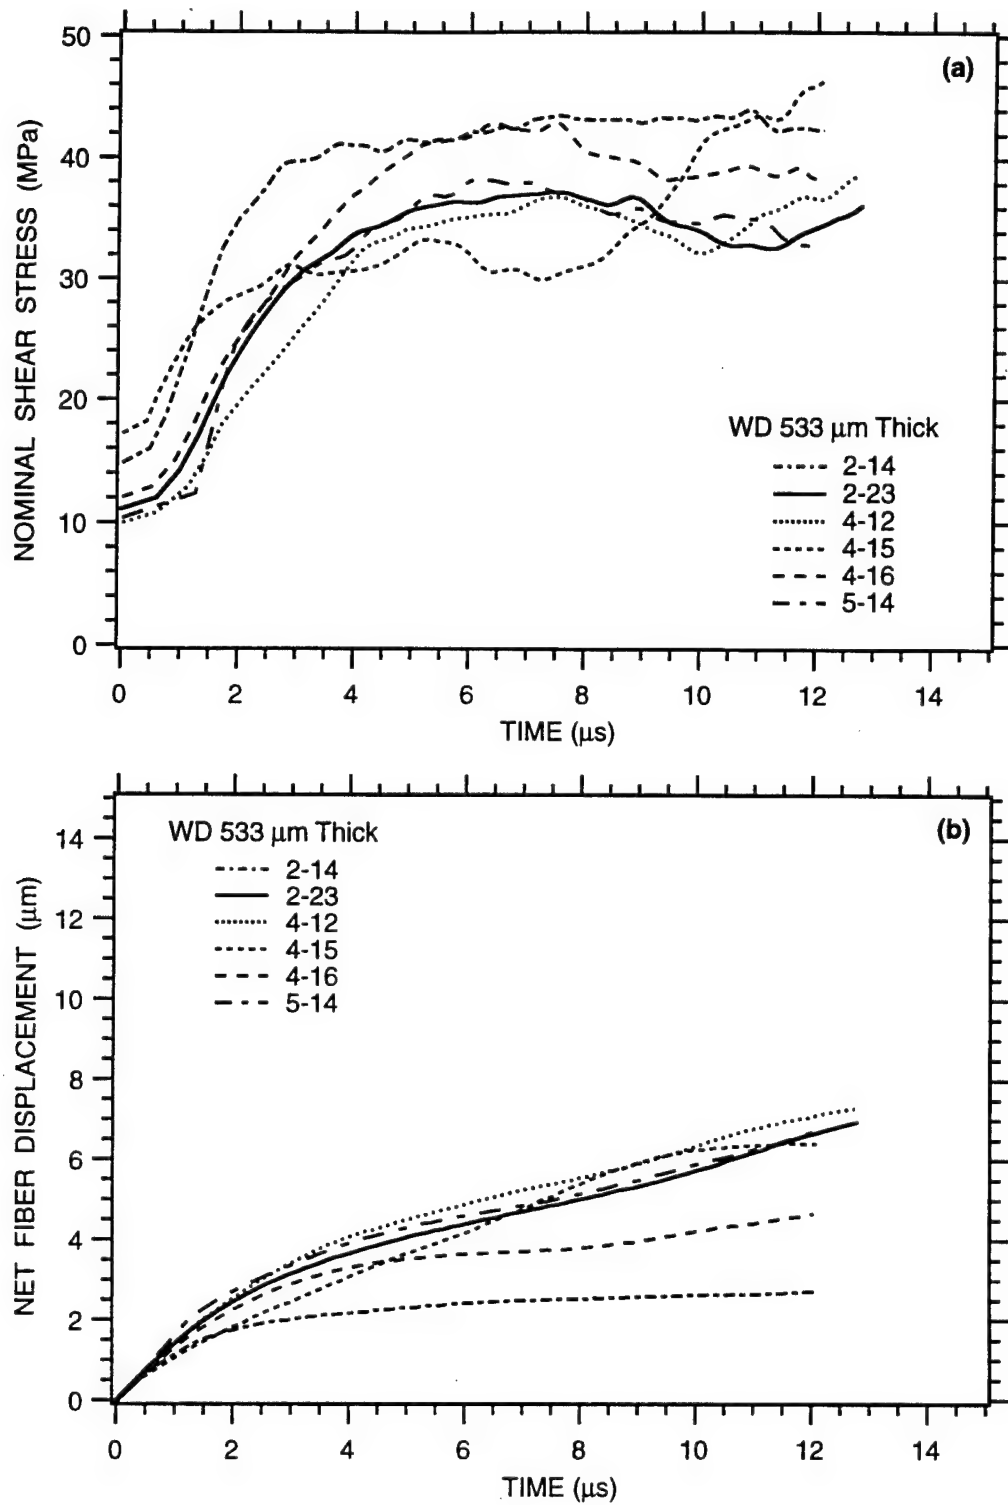 (a)
50
40
30
20
10
0
NOMINAL SHEAR STRESS (MPa)
WD 533 μm Thick
2-14
2-23
4-12
4-15
4-16
5-14
0 2 4 6 8 10 12 14
TIME (μs)
(b)
WD 533 μm Thick
2-14
2-23
4-12
4-15
4-16
5-14
14
12
10
8
6
4
2
0
NET FIBER DISPLACEMENT (μm)
0 2 4 6 8 10 12 14
TIME (μs)